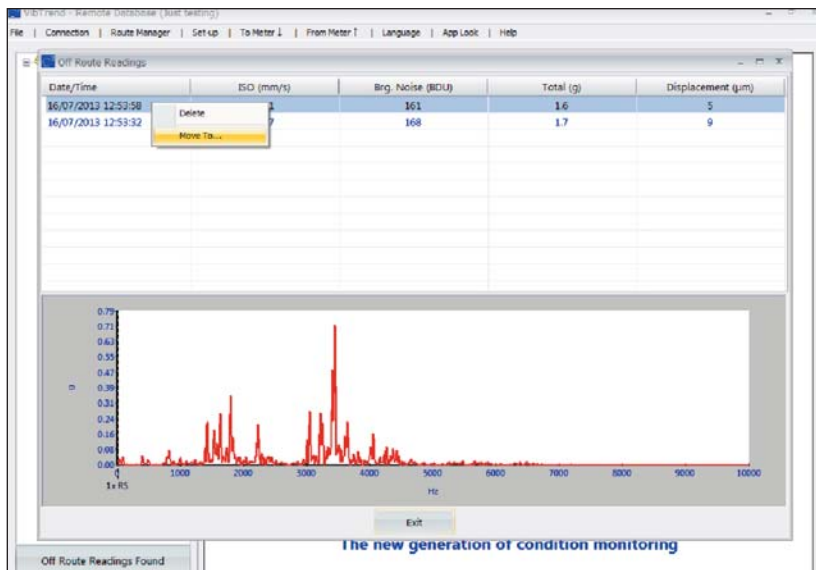 VibTrend - Remote Database (Just testing)
File | Connection | Route Manager | Set-up | To Meter ↓ | From Meter ↑ | Language | App Look | Help
Off Route Readings
Date/Time ISO (mm/s) Brg. Noise (BDU) Total (g) Displacement (µm)
16/07/2013 12:53:58 1 161 1.6 5
Delete
16/07/2013 12:53:32 7 168 1.7 9
Move To...
0.79
0.71
0.63
0.55
0.47
0.39
g
0.31
0.24
0.16
0.08
0.00
0 1000 2000 3000 4000 5000 6000 7000 8000 9000 10000
1x RS
Hz
Exit
The new generation of condition monitoring
Off Route Readings Found